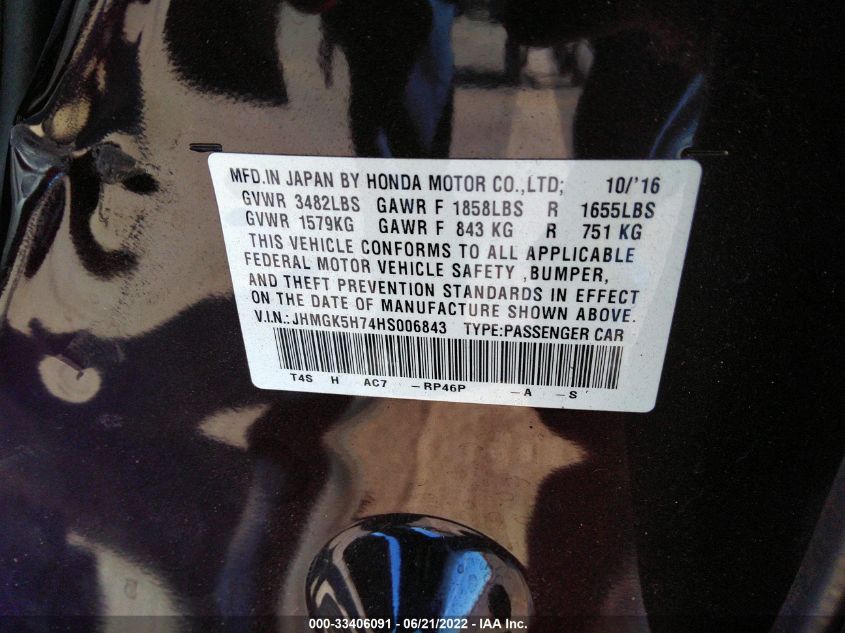 MFD.IN JAPAN BY HONDA MOTOR CO.,LTD; 10/'16
GVWR 3482LBS GAWR F 1858LBS R 1655LBS
GVWR 1579KG GAWR F 843 KG R 751 KG
THIS VEHICLE CONFORMS TO ALL APPLICABLE
FEDERAL MOTOR VEHICLE SAFETY ,BUMPER,
AND THEFT PREVENTION STANDARDS IN EFFECT
ON THE DATE OF MANUFACTURE SHOWN ABOVE.
V.I.N.:JHMGK5H74HS006843 TYPE:PASSENGER CAR
T4S H AC7 -RP46P -A -S
000-33406091 - 06/21/2022 - IAA Inc.